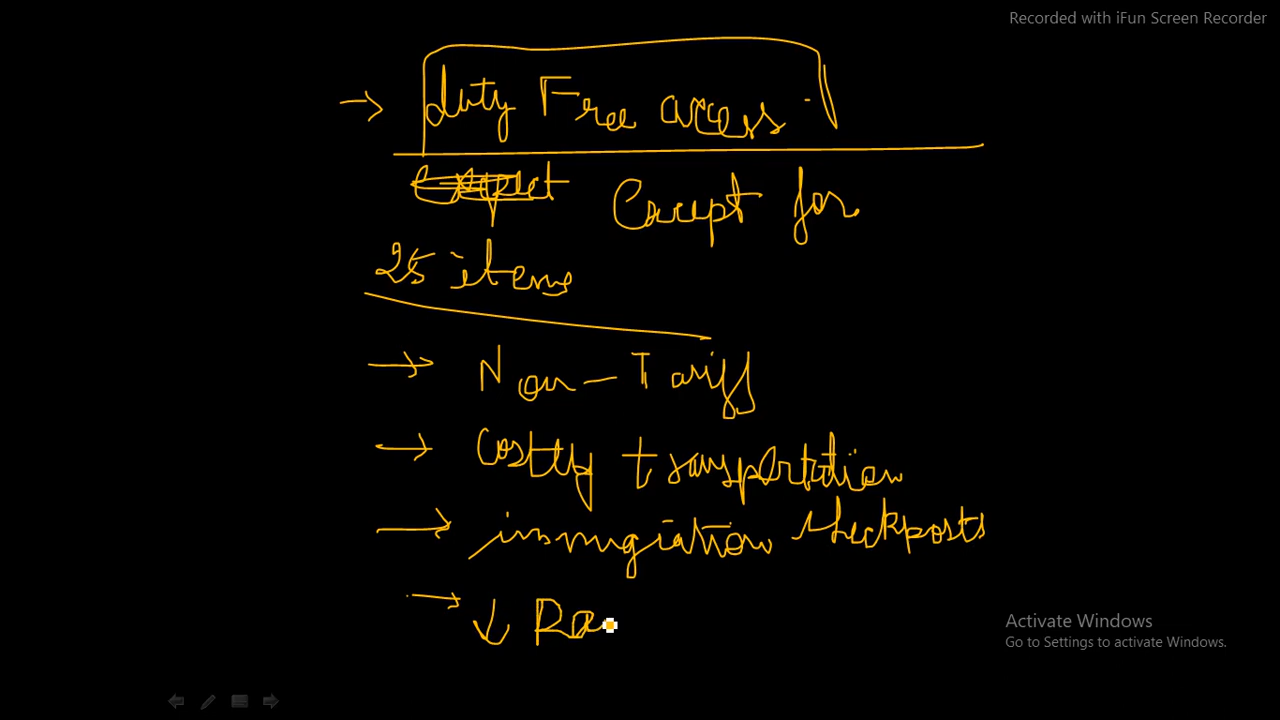 Recorded with iFun Screen Recorder
→ duty Free access.
Except for
25 items
→ Non-Tariff
→ costly transportation
→ immigration checkposts
→ ↓ Ra
Activate Windows
Go to Settings to activate Windows.